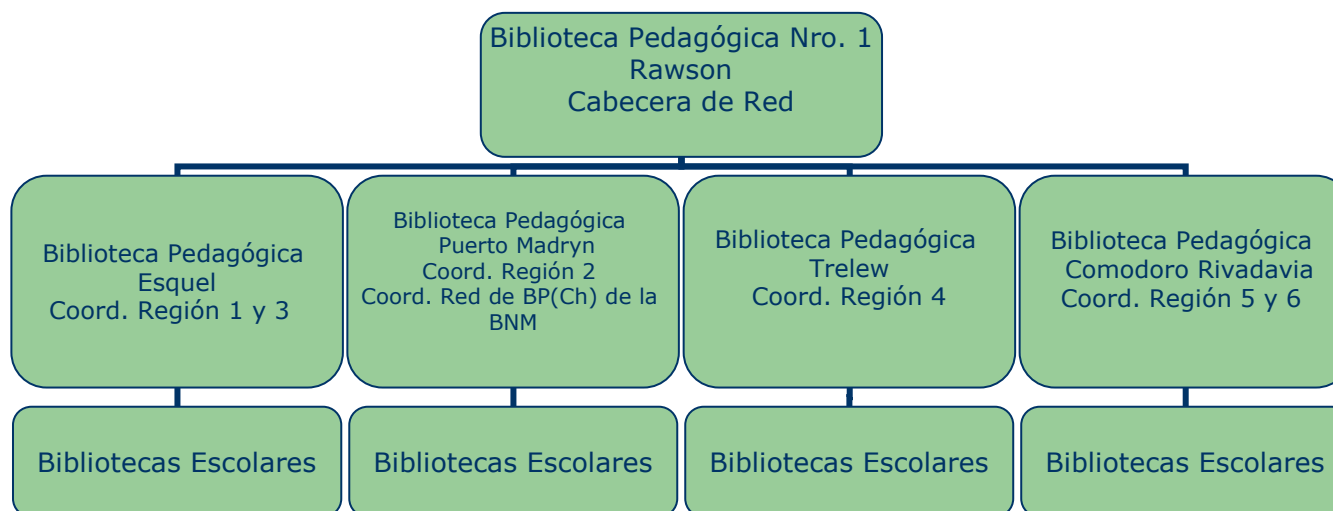 Biblioteca Pedagógica Nro. 1
Rawson
Cabecera de Red
Biblioteca Pedagógica
Esquel
Coord. Región 1 y 3
Biblioteca Pedagógica
Puerto Madryn
Coord. Región 2
Coord. Red de BP(Ch) de la
BNM
Biblioteca Pedagógica
Trelew
Coord. Región 4
Biblioteca Pedagógica
Comodoro Rivadavia
Coord. Región 5 y 6
Bibliotecas Escolares
Bibliotecas Escolares
Bibliotecas Escolares
Bibliotecas Escolares